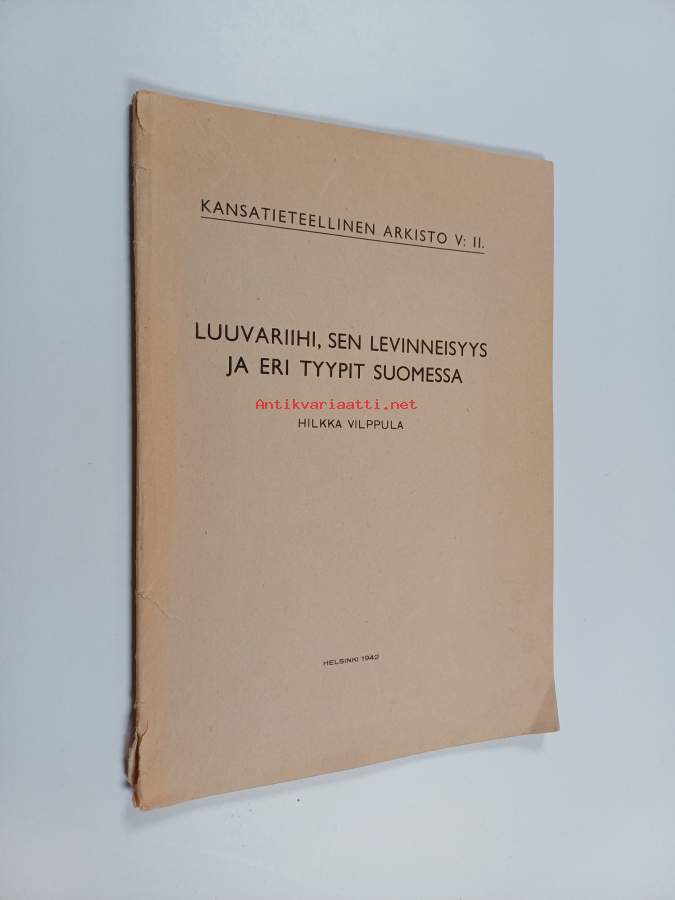 KANSATIETEELLINEN ARKISTO V: II.
LUUVARIIHI, SEN LEVINNEISYYS
JA ERI TYYPIT SUOMESSA
Antikvariaatti.net
HILKKA VILPPULA
HELSINKI 1942